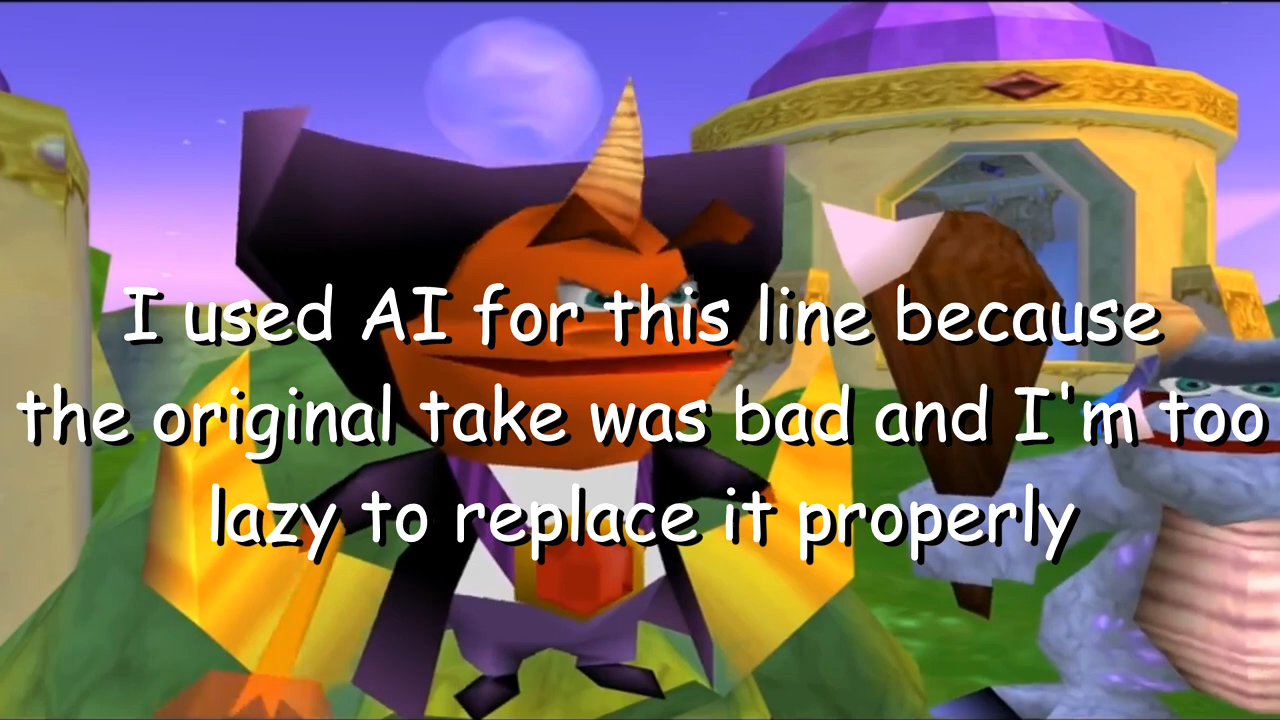 I used AI for this line because
the original take was bad and I'm too
lazy to replace it properly